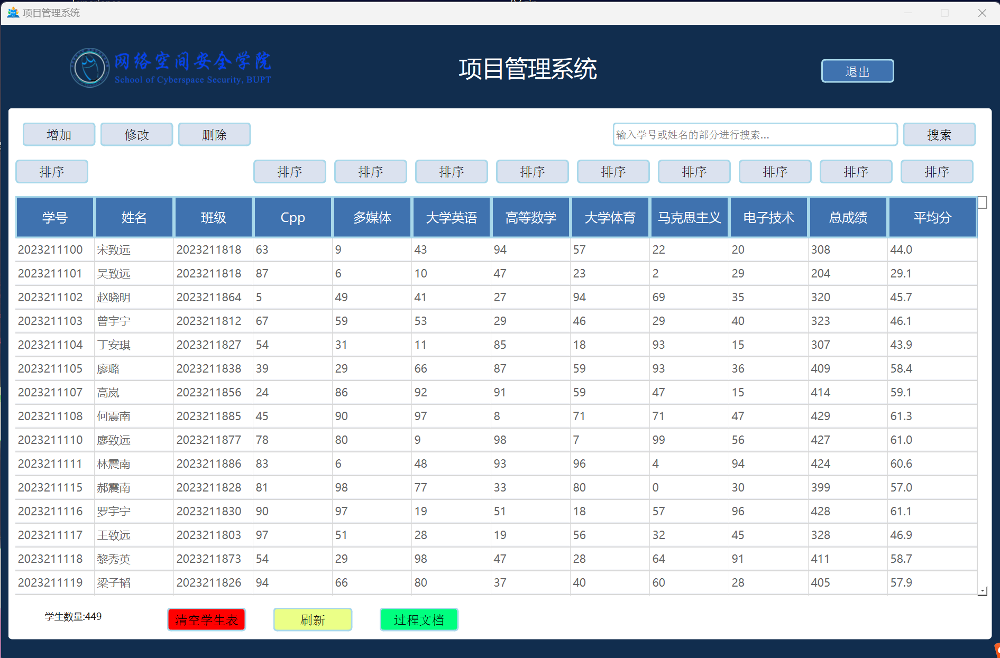 项目管理系统
网络空间安全学院
School of Cyberspace Security, BUPT
项目管理系统
退出
增加 修改 删除 输入学号或姓名的部分进行搜索... 搜索
排序 排序 排序 排序 排序 排序 排序 排序 排序 排序
学号 姓名 班级 Cpp 多媒体 大学英语 高等数学 大学体育 马克思主义 电子技术 总成绩 平均分
2023211100 宋致远 2023211818 63 9 43 94 57 22 20 308 44.0
2023211101 吴致远 2023211818 87 6 10 47 23 2 29 204 29.1
2023211102 赵晓明 2023211864 5 49 41 27 94 69 35 320 45.7
2023211103 曾宇宁 2023211812 67 59 53 29 46 29 40 323 46.1
2023211104 丁安琪 2023211827 54 31 11 85 18 93 15 307 43.9
2023211105 廖璐 2023211838 39 29 66 87 59 93 36 409 58.4
2023211107 高岚 2023211856 24 86 92 91 59 47 15 414 59.1
2023211108 何震南 2023211885 45 90 97 8 71 71 47 429 61.3
2023211110 廖致远 2023211877 78 80 9 98 7 99 56 427 61.0
2023211111 林震南 2023211886 83 6 48 93 96 4 94 424 60.6
2023211115 郝震南 2023211828 81 98 77 33 80 0 30 399 57.0
2023211116 罗宇宁 2023211830 90 97 19 51 18 57 96 428 61.1
2023211117 王致远 2023211803 97 51 28 19 56 32 45 328 46.9
2023211118 黎秀英 2023211873 54 29 98 47 28 64 91 411 58.7
2023211119 梁子韬 2023211826 94 66 80 37 40 60 28 405 57.9
学生数量:449 清空学生表 刷新 过程文档